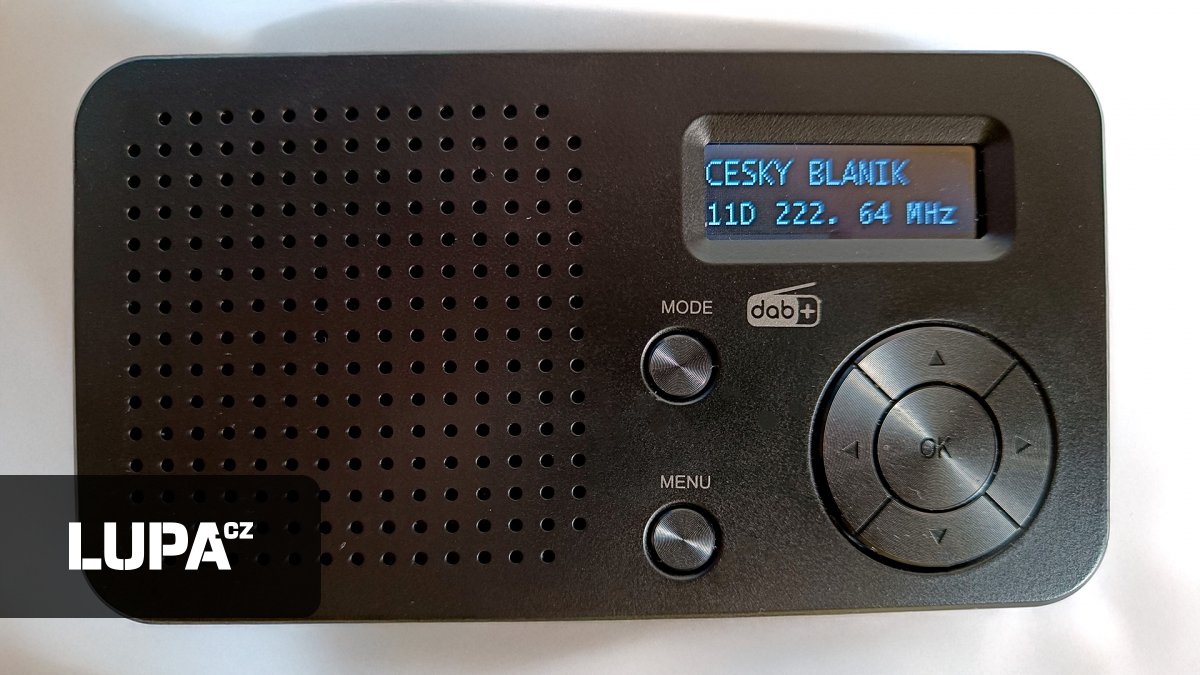 CESKY BLANIK
11D 222. 64 MHz
MODE
dab+
OK
MENU
LUPA CZ